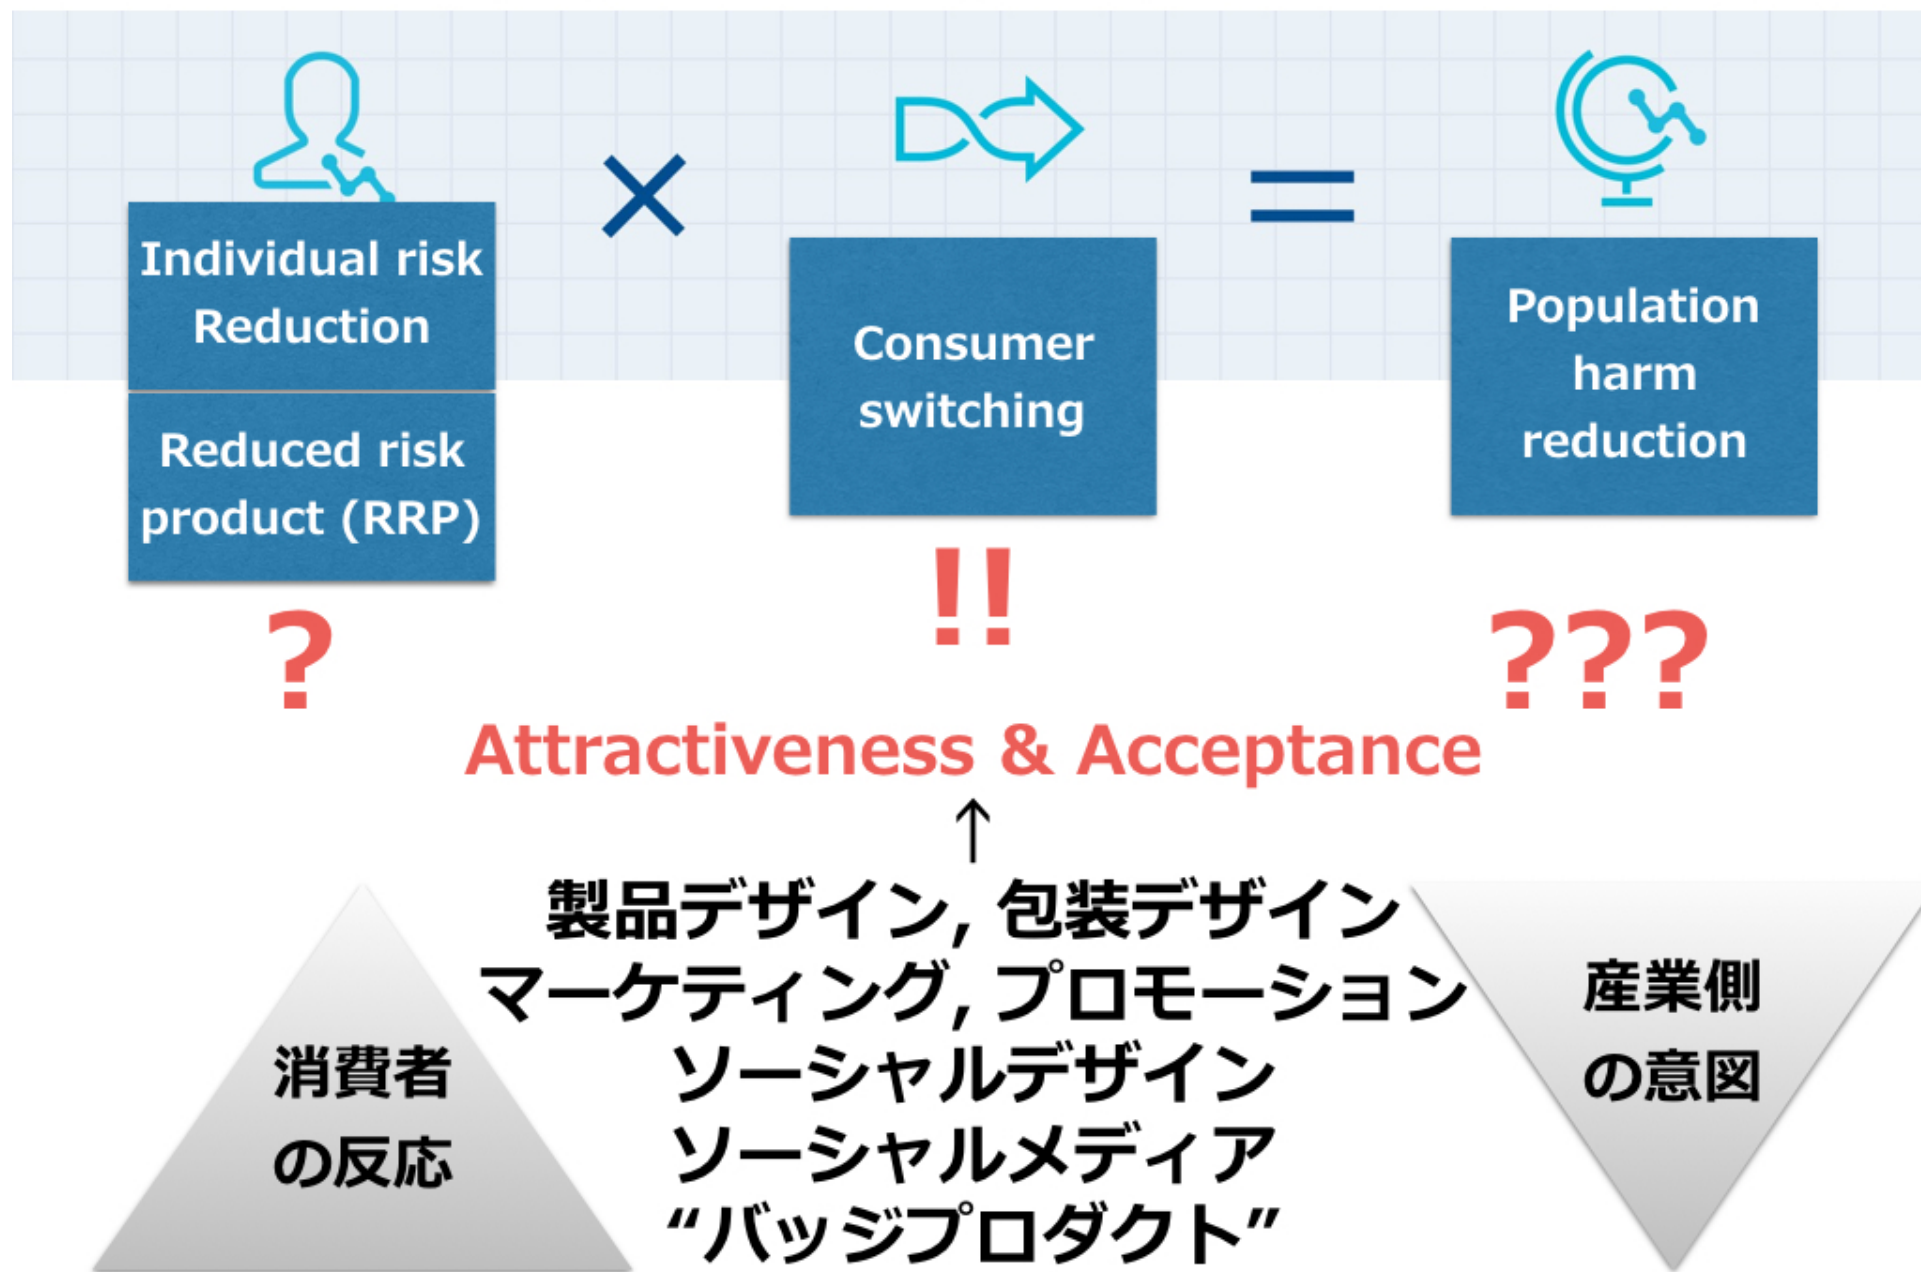 ×
=
Individual risk
Reduction
Reduced risk
product (RRP)
Consumer
switching
Population
harm
reduction
?
!!
???
Attractiveness & Acceptance
↑
製品デザイン, 包装デザイン
マーケティング, プロモーション
ソーシャルデザイン
ソーシャルメディア
“バッジプロダクト”
消費者
の反応
産業側
の意図